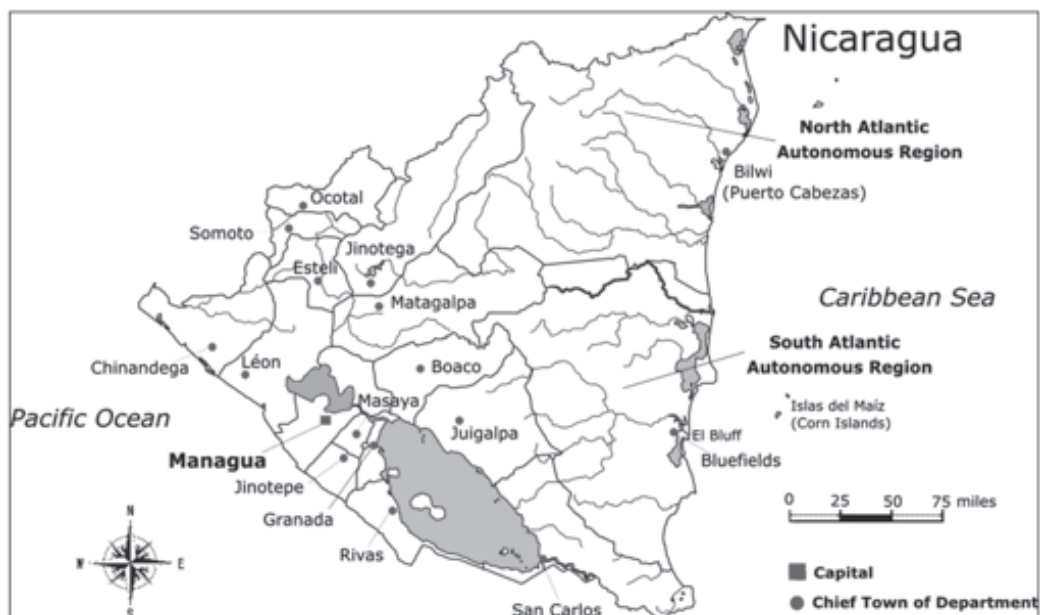 Nicaragua
North Atlantic
Autonomous Region
Bilwi
(Puerto Cabezas)
Ocotal
Somoto
Jinotega
Estelí
Matagalpa
Caribbean Sea
South Atlantic
Autonomous Region
Chinandega
Léon
Boaco
Masaya
Islas del Maíz
(Corn Islands)
Pacific Ocean
Juigalpa
El Bluff
Bluefields
Managua
Jinotepe
Granada
Rivas
San Carlos
0 25 50 75 miles
N
W E
S
Capital
Chief Town of Department